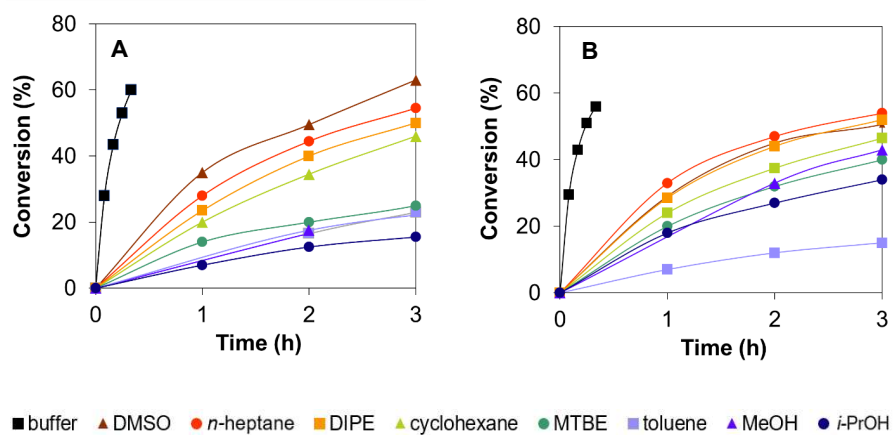 A
Conversion (%)
80
60
40
20
0
0 1 2 3
Time (h)
B
Conversion (%)
80
60
40
20
0
0 1 2 3
Time (h)
buffer DMSO n-heptane DIPE cyclohexane MTBE toluene MeOH i-PrOH